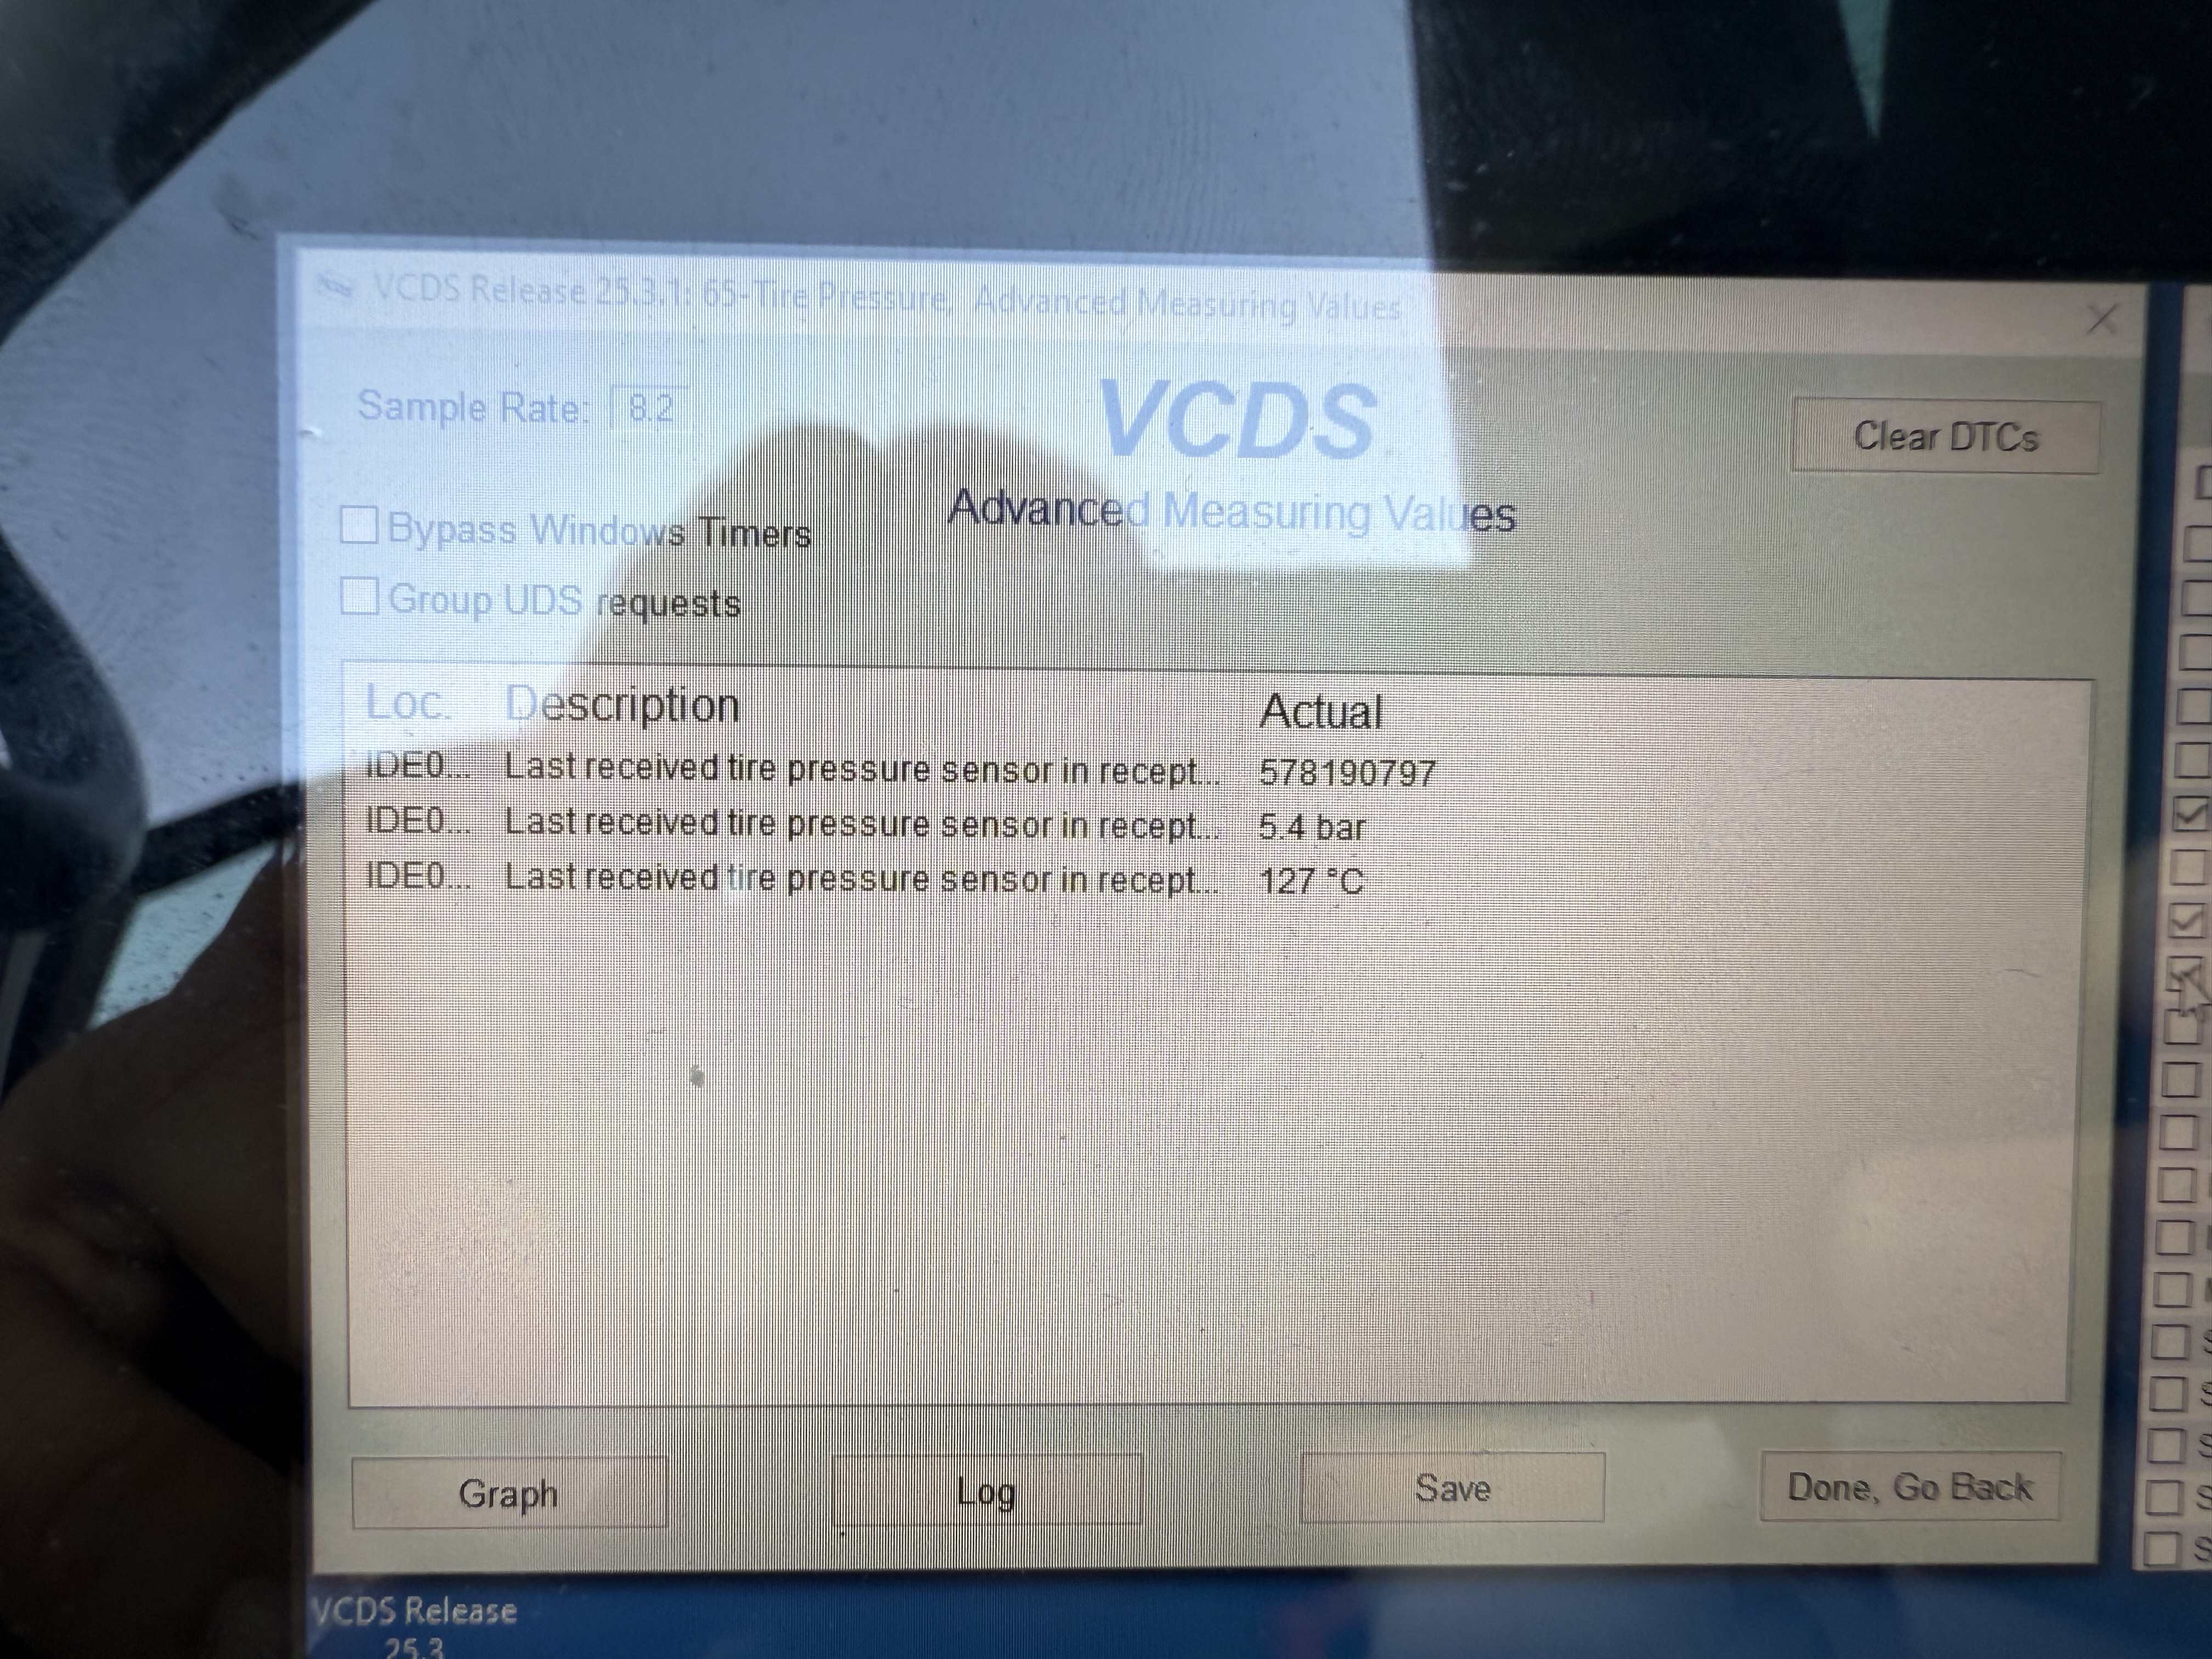 VCDS Release 25.3.1: 65-Tire Pressure, Advanced Measuring Values
Sample Rate: 8.2
VCDS
Clear DTCs
Advanced Measuring Values
Bypass Windows Timers
Group UDS requests
Loc. Description Actual
IDE0... Last received tire pressure sensor in recept... 578190797
IDE0... Last received tire pressure sensor in recept... 5.4 bar
IDE0... Last received tire pressure sensor in recept... 127 °C
Graph Log Save Done, Go Back
VCDS Release
25.3
S
S
S
S
S